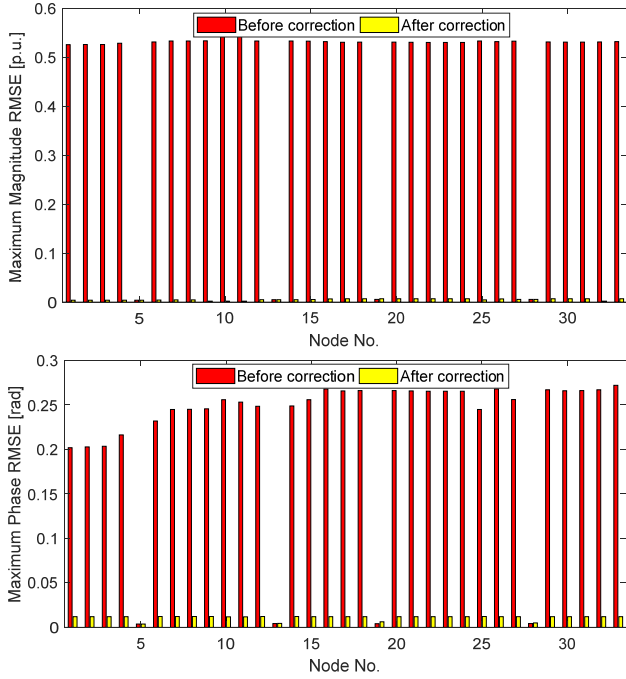 Before correction After correction
Maximum Magnitude RMSE [p.u.]
0.6
0.5
0.4
0.3
0.2
0.1
0
5 10 15 20 25 30
Node No.
Before correction After correction
Maximum Phase RMSE [rad]
0.3
0.25
0.2
0.15
0.1
0.05
0
5 10 15 20 25 30
Node No.